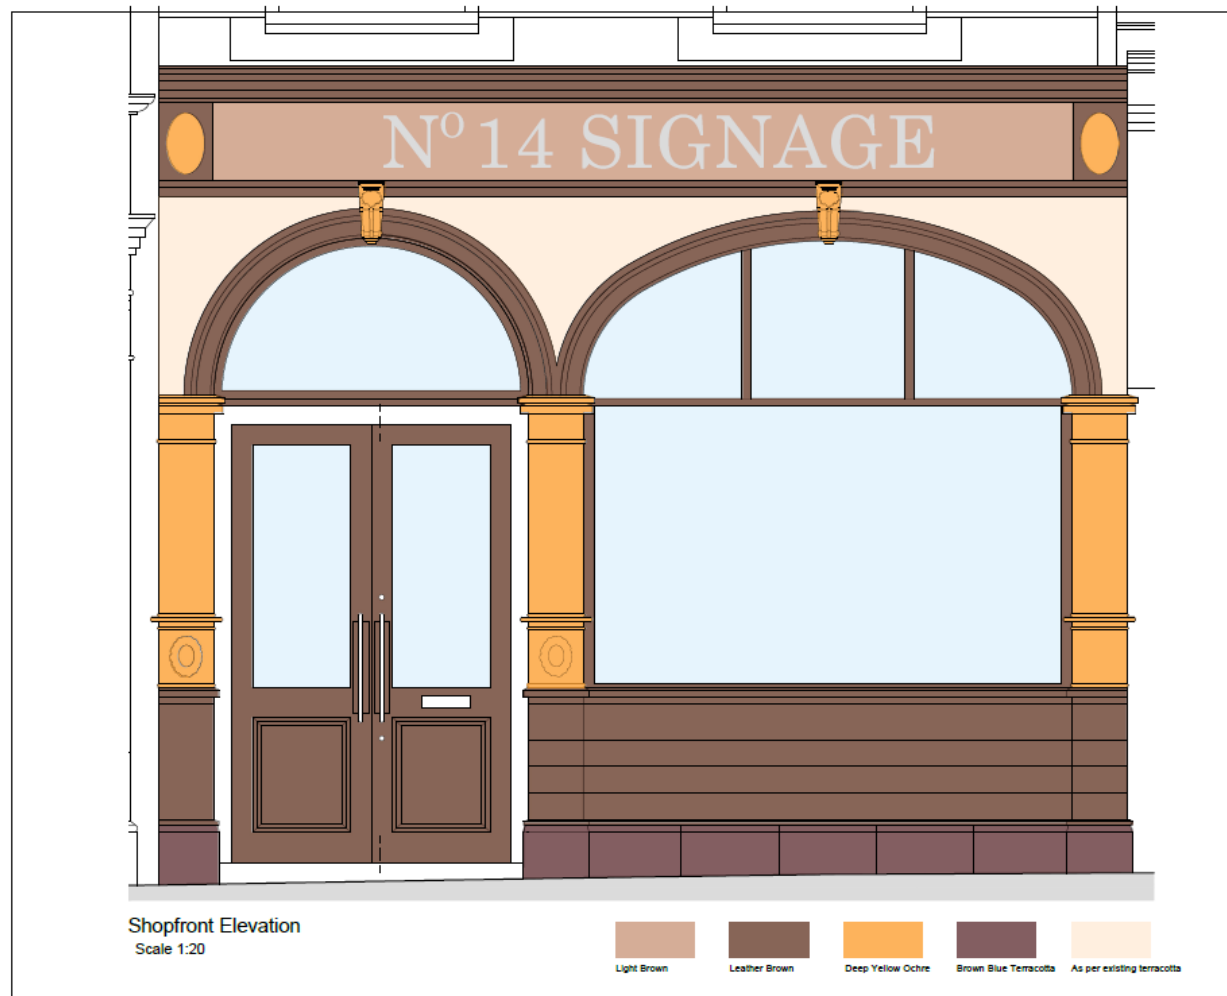 Nº 14 SIGNAGE
Shopfront Elevation
Scale 1:20
Light Brown
Leather Brown
Deep Yellow Ochre
Brown Blue Terracotta
As per existing terracotta